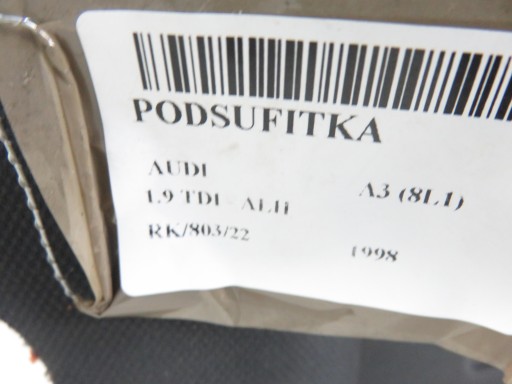 PODSUFITKA
AUDI A3 (8L1)
1.9 TDI - ALH
RK/803/22 1998